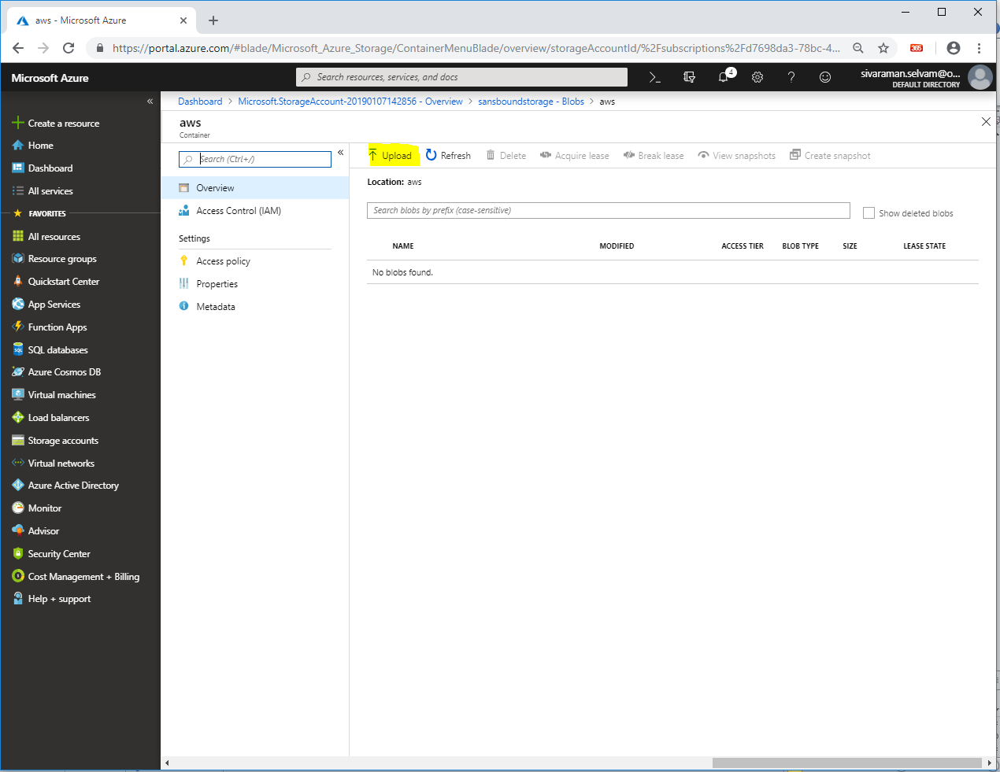 aws - Microsoft Azure
https://portal.azure.com/#blade/Microsoft_Azure_Storage/ContainerMenuBlade/overview/storageAccountId/%2Fsubscriptions%2Fd7698da3-78bc-4...
365
Microsoft Azure
Search resources, services, and docs
4
sivaraman.selvam@o...
DEFAULT DIRECTORY
Create a resource
Home
Dashboard
All services
FAVORITES
All resources
Resource groups
Quickstart Center
App Services
Function Apps
SQL databases
Azure Cosmos DB
Virtual machines
Load balancers
Storage accounts
Virtual networks
Azure Active Directory
Monitor
Advisor
Security Center
Cost Management + Billing
Help + support
Dashboard > Microsoft.StorageAccount-20190107142856 - Overview > sansboundstorage - Blobs > aws
aws
Container
Search (Ctrl+/)
Overview
Access Control (IAM)
Settings
Access policy
Properties
Metadata
Upload Refresh Delete Acquire lease Break lease View snapshots Create snapshot
Location: aws
Search blobs by prefix (case-sensitive)
Show deleted blobs
NAME MODIFIED ACCESS TIER BLOB TYPE SIZE LEASE STATE
No blobs found.